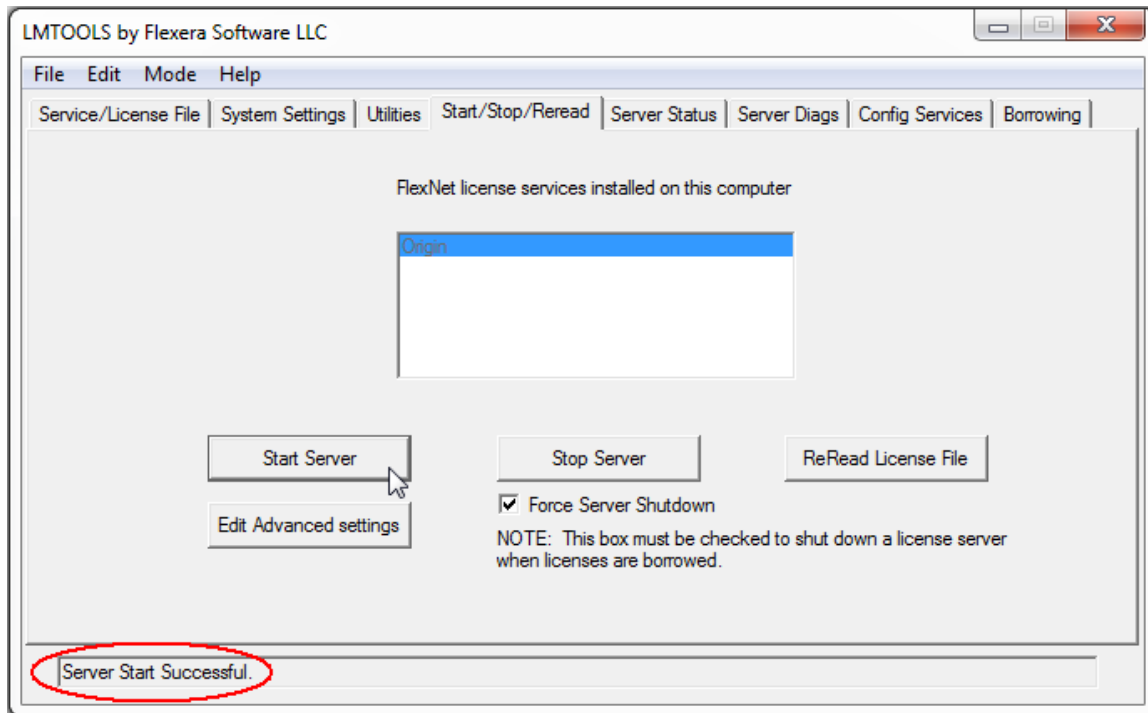 LMTOOLS by Flexera Software LLC
File Edit Mode Help
Service/License File System Settings Utilities Start/Stop/Reread Server Status Server Diags Config Services Borrowing
FlexNet license services installed on this computer
Origin
Start Server Stop Server ReRead License File
Edit Advanced settings
Force Server Shutdown
NOTE: This box must be checked to shut down a license server
when licenses are borrowed.
Server Start Successful.